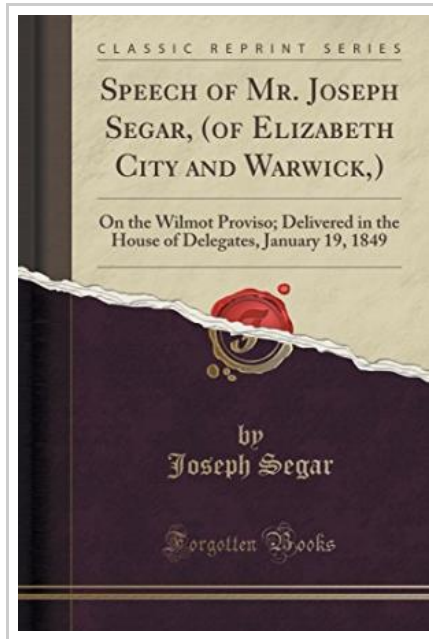 CLASSIC REPRINT SERIES
SPEECH OF MR. JOSEPH
SEGAR, (OF ELIZABETH
CITY AND WARWICK,)
On the Wilmot Proviso; Delivered in the
House of Delegates, January 19, 1849
by
Joseph Segar
Forgotten Books